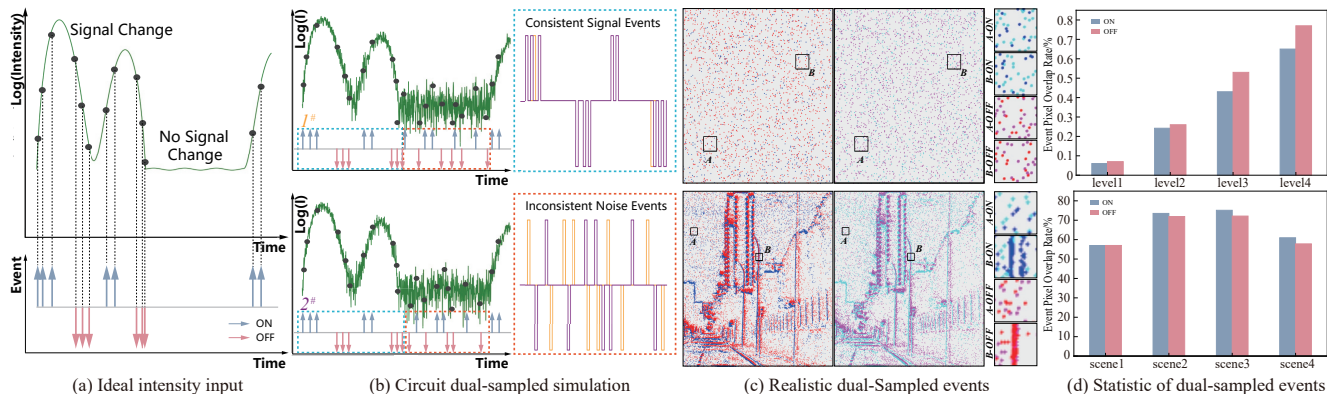 Log(Intensity)
Signal Change
No Signal
Change
Time
Event
ON
OFF
Time
(a) Ideal intensity input
Log(I)
1#
Time
Log(I)
2#
Time
Consistent Signal Events
Inconsistent Noise Events
(b) Circuit dual-sampled simulation
B
A
B
A
A-ON
B-ON
A-OFF
B-OFF
A
B
A
B
A-ON
B-ON
A-OFF
B-OFF
(c) Realistic dual-Sampled events
Event Pixel Overlap Rate/%
0.8
0.7
0.6
0.5
0.4
0.3
0.2
0.1
0
ON
OFF
level1 level2 level3 level4
Event Pixel Overlap Rate/%
80
70
60
50
40
30
20
10
0
ON
OFF
scene1 scene2 scene3 scene4
(d) Statistic of dual-sampled events